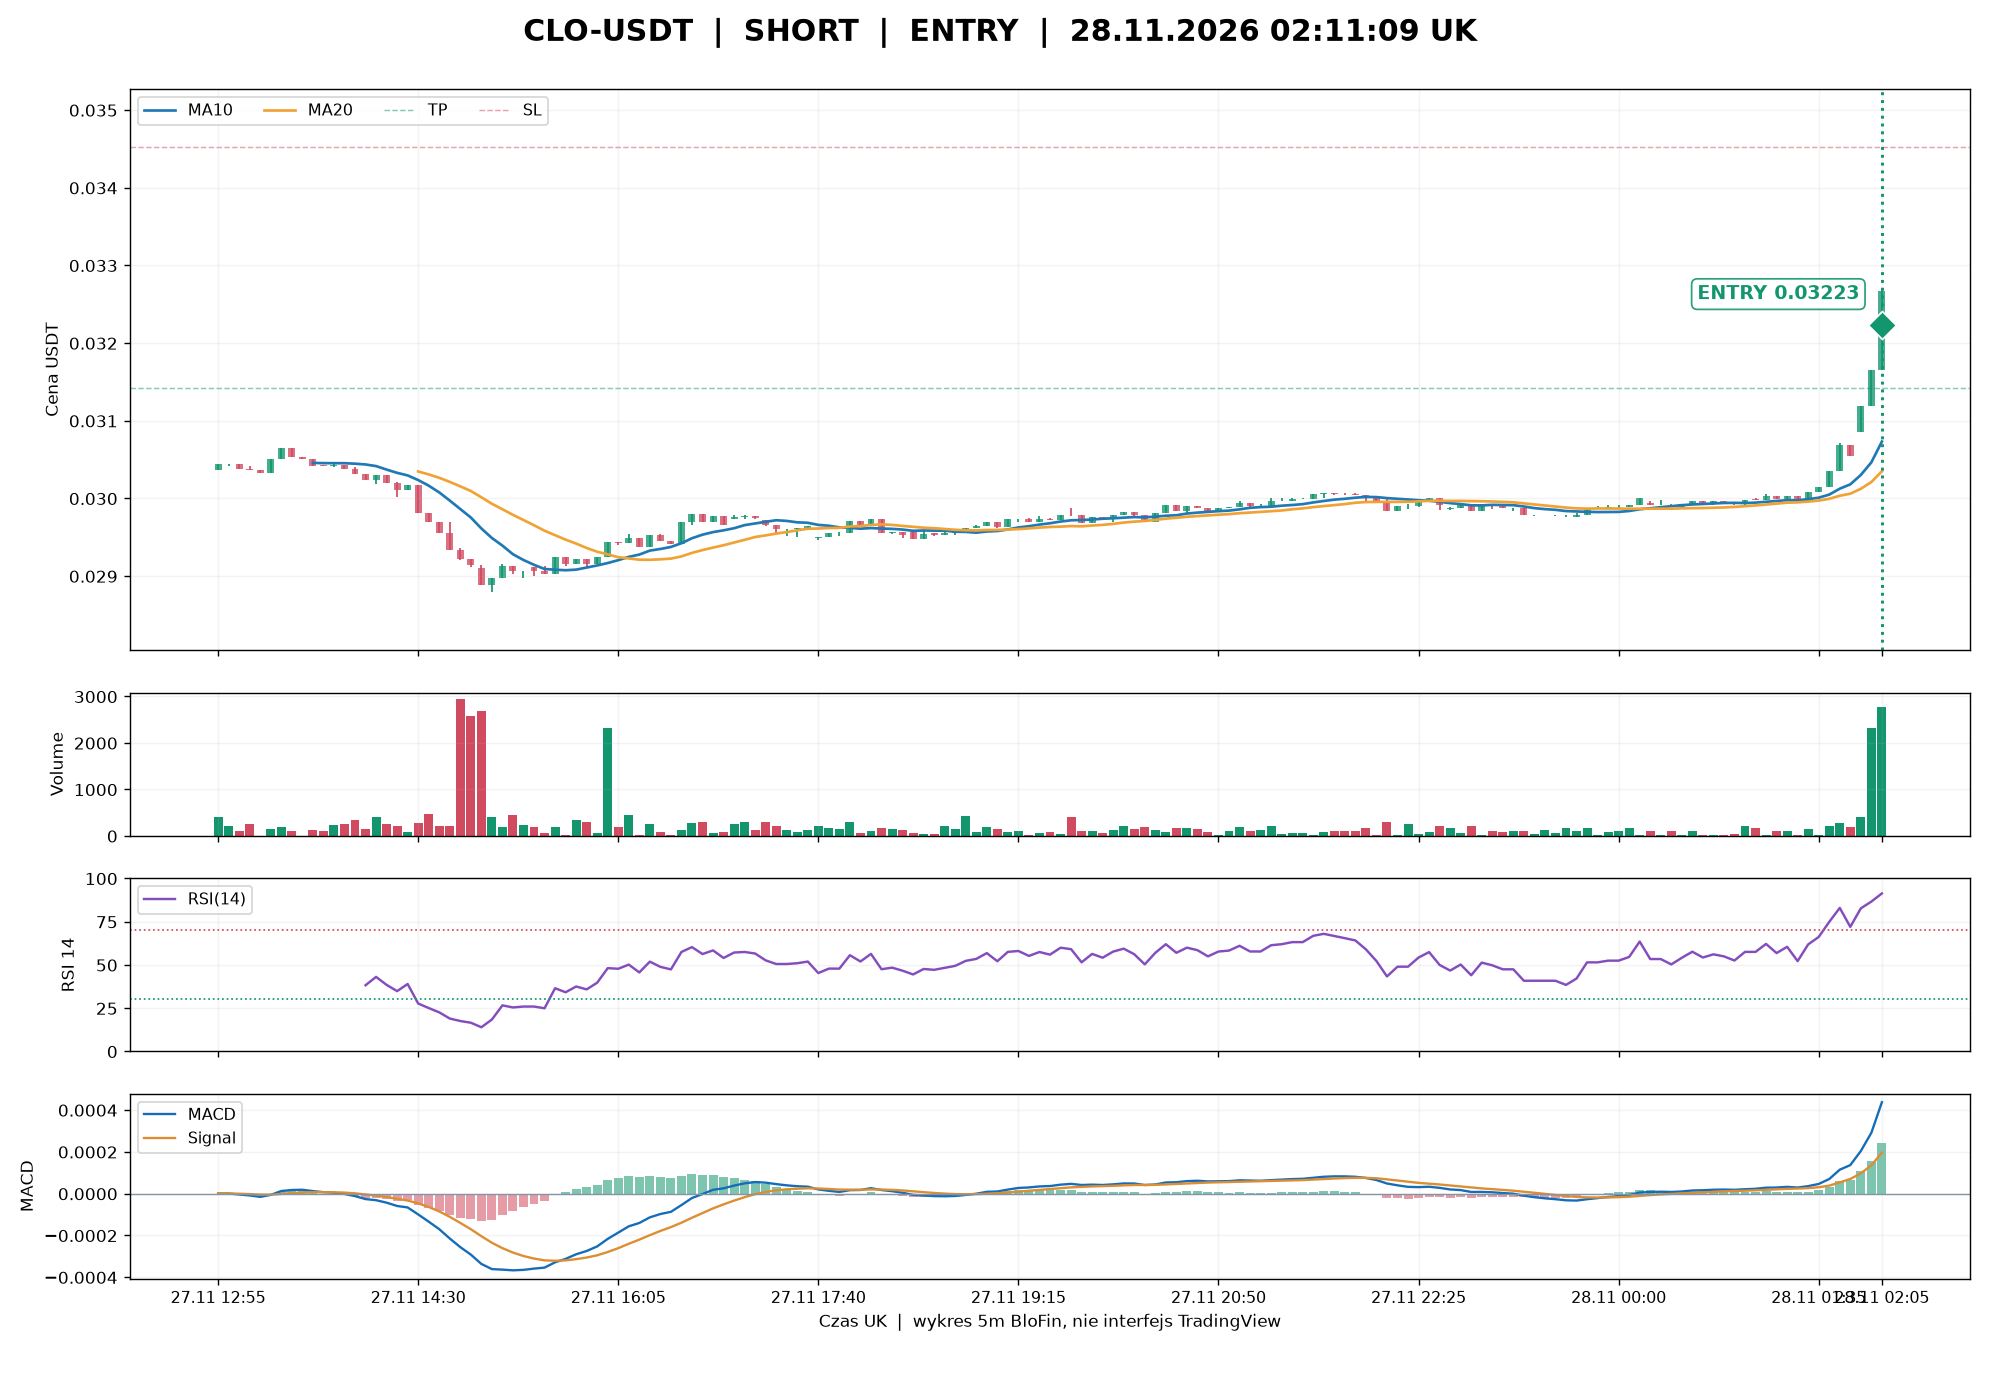 CLO-USDT | SHORT | ENTRY | 28.11.2026 02:11:09 UK
MA10 MA20 TP SL
0.035
0.034
0.033
0.032
0.031
0.030
0.029
Cena USDT
ENTRY 0.03223
3000
2000
1000
0
Volume
RSI(14)
100
75
50
25
0
RSI 14
MACD
Signal
0.0004
0.0002
0.0000
−0.0002
−0.0004
MACD
27.11 12:55 27.11 14:30 27.11 16:05 27.11 17:40 27.11 19:15 27.11 20:50 27.11 22:25 28.11 00:00 28.11 01:35 28.11 02:05
Czas UK | wykres 5m BloFin, nie interfejs TradingView